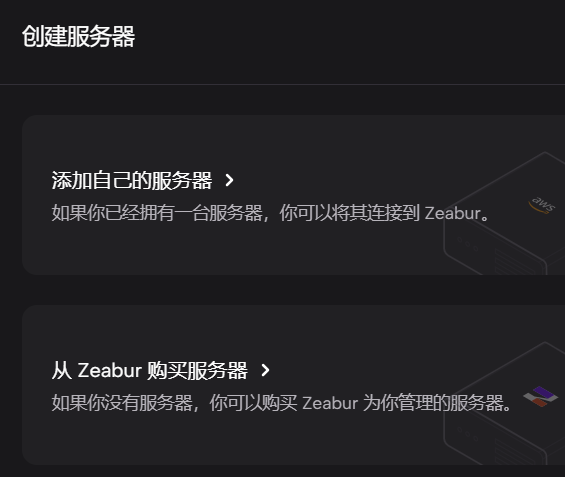 创建服务器
添加自己的服务器
如果你已经拥有一台服务器，你可以将其连接到 Zeabur。
aws
从 Zeabur 购买服务器
如果你没有服务器，你可以购买 Zeabur 为你管理的服务器。